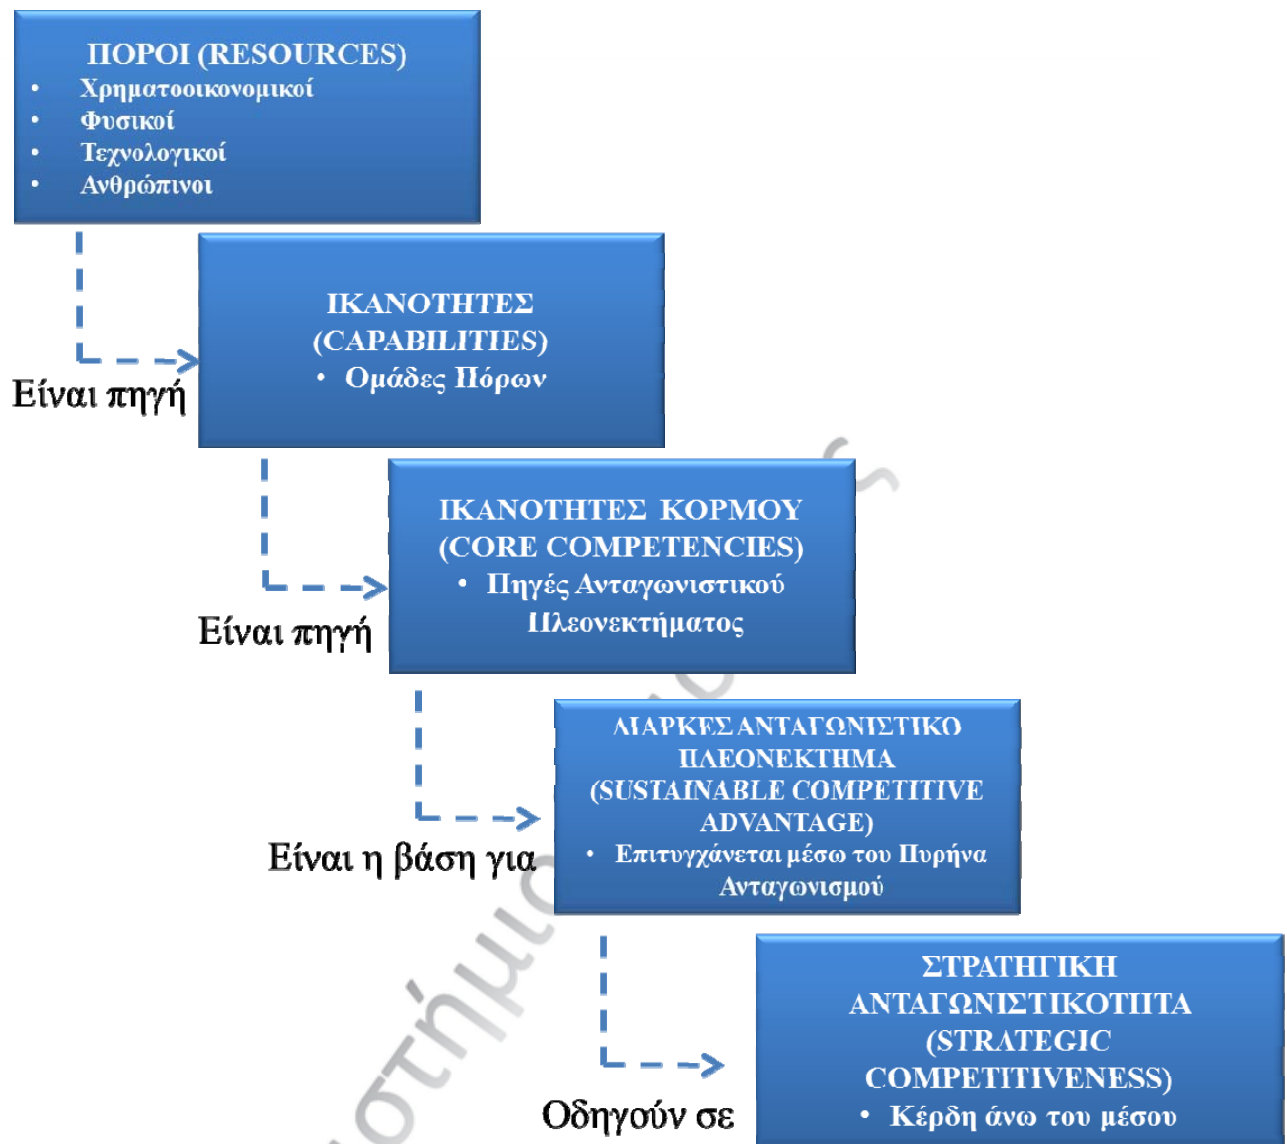 ΠΟΡΟΙ (RESOURCES)
• Χρηματοοικονομικοί
• Φυσικοί
• Τεχνολογικοί
• Ανθρώπινοι
ΙΚΑΝΟΤΗΤΕΣ
(CAPABILITIES)
• Ομάδες Πόρων
Είναι πηγή
ΙΚΑΝΟΤΗΤΕΣ ΚΟΡΜΟΥ
(CORE COMPETENCIES)
• Πηγές Ανταγωνιστικού
Πλεονεκτήματος
Είναι πηγή
ΔΙΑΡΚΕΣ ΑΝΤΑΓΩΝΙΣΤΙΚΟ
ΠΛΕΟΝΕΚΤΗΜΑ
(SUSTAINABLE COMPETITIVE
ADVANTAGE)
• Επιτυγχάνεται μέσω του Πυρήνα
Ανταγωνισμού
Είναι η βάση για
ΣΤΡΑΤΗΓΙΚΗ
ΑΝΤΑΓΩΝΙΣΤΙΚΟΤΗΤΑ
(STRATEGIC
COMPETITIVENESS)
• Κέρδη άνω του μέσου
Οδηγούν σε